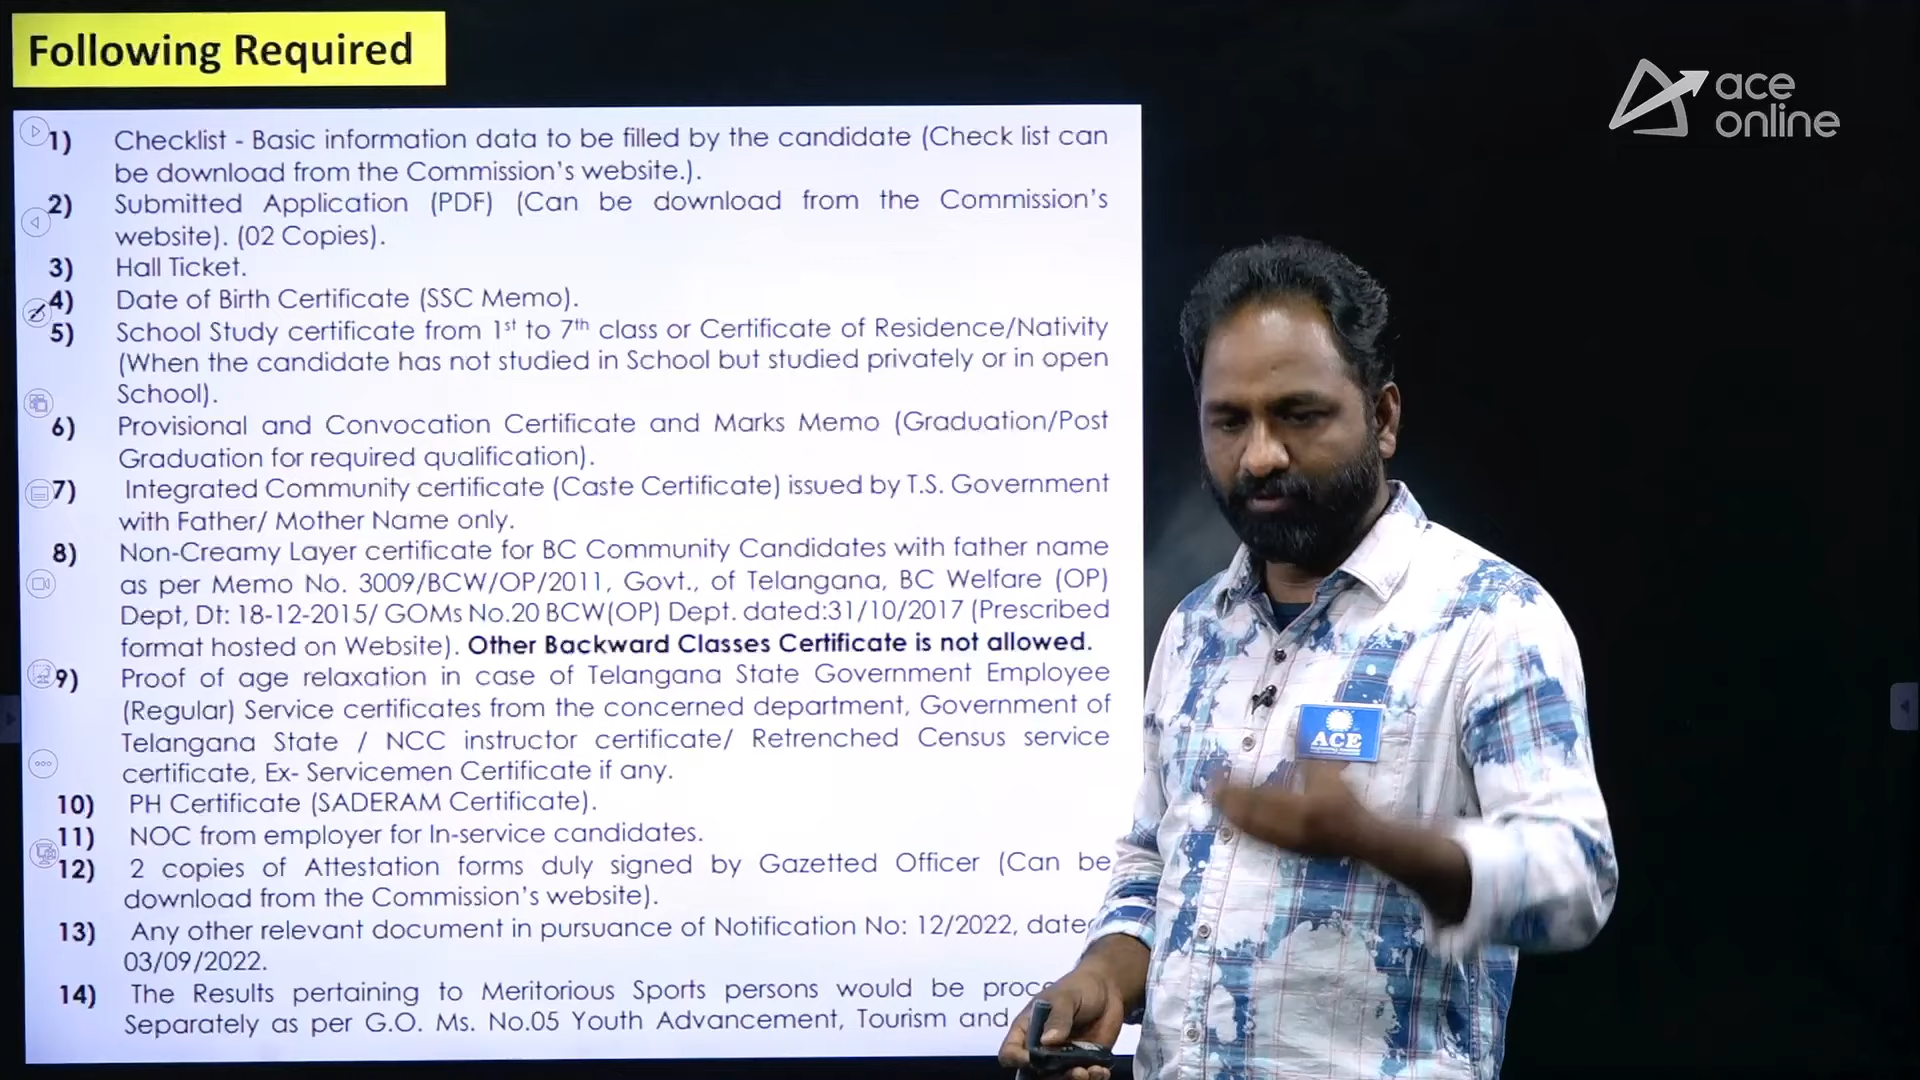 Following Required
ace
online
1) Checklist - Basic information data to be filled by the candidate (Check list can
be download from the Commission's website.).
2) Submitted Application (PDF) (Can be download from the Commission's
website). (02 Copies).
3) Hall Ticket.
4) Date of Birth Certificate (SSC Memo).
5) School Study certificate from 1st to 7th class or Certificate of Residence/Nativity
(When the candidate has not studied in School but studied privately or in open
School).
6) Provisional and Convocation Certificate and Marks Memo (Graduation/Post
Graduation for required qualification).
7) Integrated Community certificate (Caste Certificate) issued by T.S. Government
with Father/ Mother Name only.
8) Non-Creamy Layer certificate for BC Community Candidates with father name
as per Memo No. 3009/BCW/OP/2011, Govt., of Telangana, BC Welfare (OP)
Dept, Dt: 18-12-2015/ GOMs No.20 BCW(OP) Dept. dated:31/10/2017 (Prescribed
format hosted on Website). Other Backward Classes Certificate is not allowed.
9) Proof of age relaxation in case of Telangana State Government Employee
(Regular) Service certificates from the concerned department, Government of
Telangana State / NCC instructor certificate/ Retrenched Census service
certificate, Ex- Servicemen Certificate if any.
10) PH Certificate (SADERAM Certificate).
11) NOC from employer for In-service candidates.
12) 2 copies of Attestation forms duly signed by Gazetted Officer (Can be
download from the Commission's website).
13) Any other relevant document in pursuance of Notification No: 12/2022, date
03/09/2022.
14) The Results pertaining to Meritorious Sports persons would be proc
Separately as per G.O. Ms. No.05 Youth Advancement, Tourism and
ACE